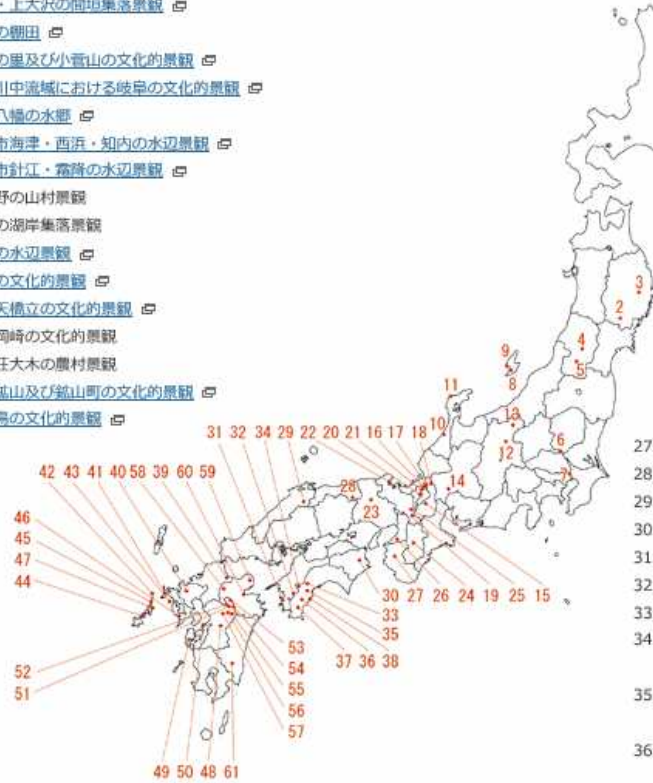 ・上大沢の間垣集落景観
の棚田
の里及び小菅山の文化的景観
川中流域における岐阜の文化的景観
八幡の水郷
市海津・西浜・知内の水辺景観
市針江・霜降の水辺景観
野の山村景観
の湖岸集落景観
の水辺景観
の文化的景観
天橋立の文化的景観
岡崎の文化的景観
荘大木の農村景観
鉱山及び鉱山町の文化的景観
湯の文化的景観
3
2
4
5
9
8
11
10
13
12
6
7
14
31 32 34 29 22 20 21 16 17 18
42 43 41 40 58 39 60 59
28
23
46
45
47
44
30 27 26 24 19 25 15
33
35
37 36 38
53
54
55
56
57
52
51
49 50 48 61
27
28
29
30
31
32
33
34
35
36